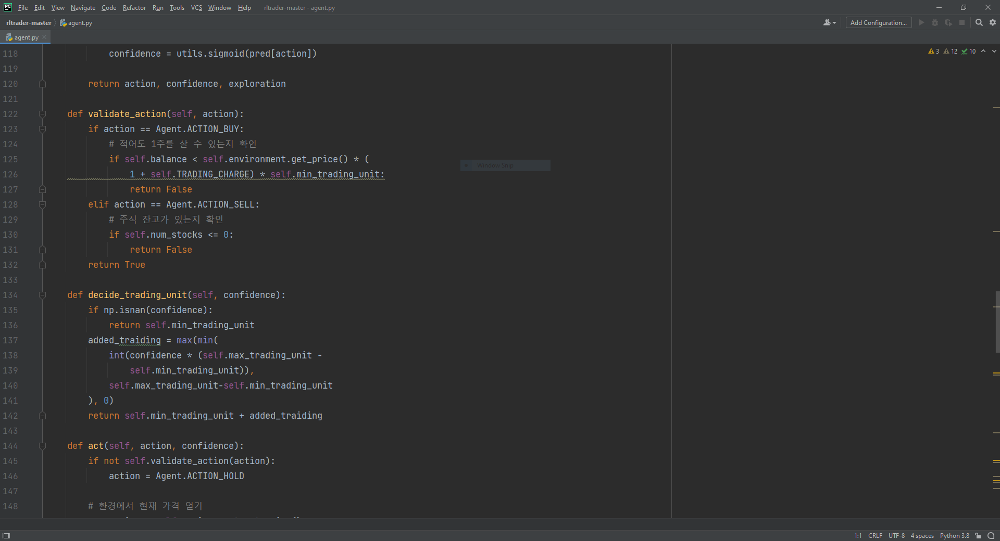 PC File Edit View Navigate Code Refactor Run Tools VCS Window Help rltrader-master - agent.py
rltrader-master agent.py Add Configuration...
agent.py
3 12 10
118 confidence = utils.sigmoid(pred[action])
119
120 return action, confidence, exploration
121
122 def validate_action(self, action):
123 if action == Agent.ACTION_BUY:
124 # 적어도 1주를 살 수 있는지 확인
125 if self.balance < self.environment.get_price() * (
Window Snip
126 1 + self.TRADING_CHARGE) * self.min_trading_unit:
127 return False
128 elif action == Agent.ACTION_SELL:
129 # 주식 잔고가 있는지 확인
130 if self.num_stocks <= 0:
131 return False
132 return True
133
134 def decide_trading_unit(self, confidence):
135 if np.isnan(confidence):
136 return self.min_trading_unit
137 added_traiding = max(min(
138 int(confidence * (self.max_trading_unit -
139 self.min_trading_unit)),
140 self.max_trading_unit-self.min_trading_unit
141 ), 0)
142 return self.min_trading_unit + added_traiding
143
144 def act(self, action, confidence):
145 if not self.validate_action(action):
146 action = Agent.ACTION_HOLD
147
148 # 환경에서 현재 가격 얻기
1:1 CRLF UTF-8 4 spaces Python 3.8